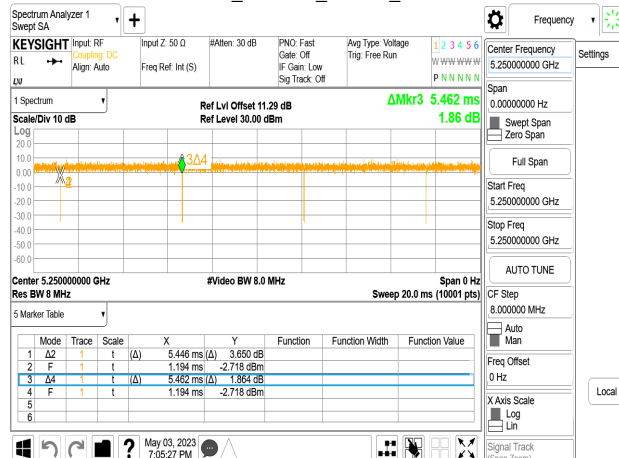 Spectrum Analyzer 1
Swept SA
Frequency
Settings
KEYSIGHT
Input: RF
Coupling: DC
Align: Auto
Input Z: 50 Ω
Freq Ref: Int (S)
#Atten: 30 dB
PNO: Fast
Gate: Off
IF Gain: Low
Sig Track: Off
Avg Type: Voltage
Trig: Free Run
1 2 3 4 5 6
W W W W W W
P N N N N N
RL
LNI
1 Spectrum
Scale/Div 10 dB
Ref Lvl Offset 11.29 dB
Ref Level 30.00 dBm
ΔMkr3 5.462 ms
1.86 dB
Log
20.0
10.0
0.00
-10.0
-20.0
-30.0
-40.0
-50.0
-60.0
3Δ4
Center 5.250000000 GHz
#Video BW 8.0 MHz
Span 0 Hz
Res BW 8 MHz
Sweep 20.0 ms (10001 pts)
5 Marker Table
Mode Trace Scale X Y Function Function Width Function Value
1 Δ2 1 t (Δ) 5.446 ms (Δ) 3.650 dB
2 F 1 t 1.194 ms -2.718 dBm
3 Δ4 1 t (Δ) 5.462 ms (Δ) 1.864 dB
4 F 1 t 1.194 ms -2.718 dBm
5
6
?
May 03, 2023
7:05:27 PM
Center Frequency
5.250000000 GHz
Span
0.00000000 Hz
Swept Span
Zero Span
Full Span
Start Freq
5.250000000 GHz
Stop Freq
5.250000000 GHz
AUTO TUNE
CF Step
8.000000 MHz
Auto
Man
Freq Offset
0 Hz
X Axis Scale
Log
Lin
Signal Track
(Span Zoom)
Local